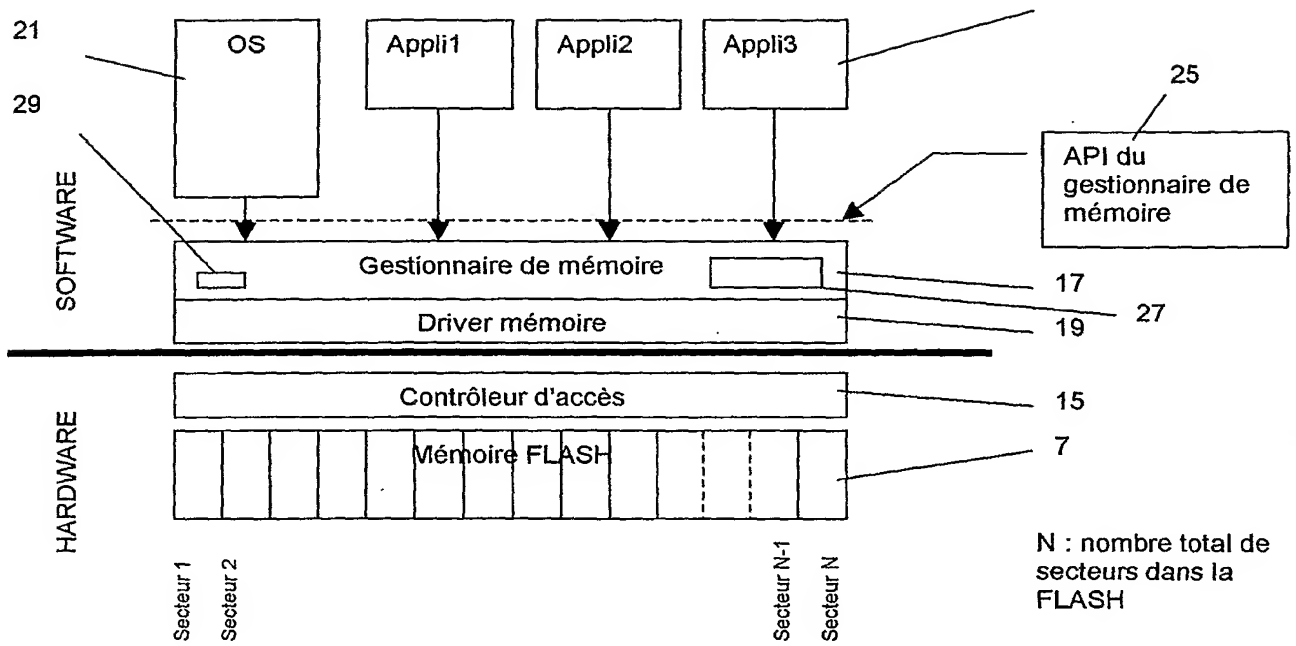 21
OS
Appli1
Appli2
Appli3
25
29
API du
gestionnaire de
mémoire
SOFTWARE
Gestionnaire de mémoire
17
27
Driver mémoire
19
Contrôleur d'accès
15
HARDWARE
Mémoire FLASH
7
Secteur 1
Secteur 2
Secteur N-1
Secteur N
N : nombre total de
secteurs dans la
FLASH